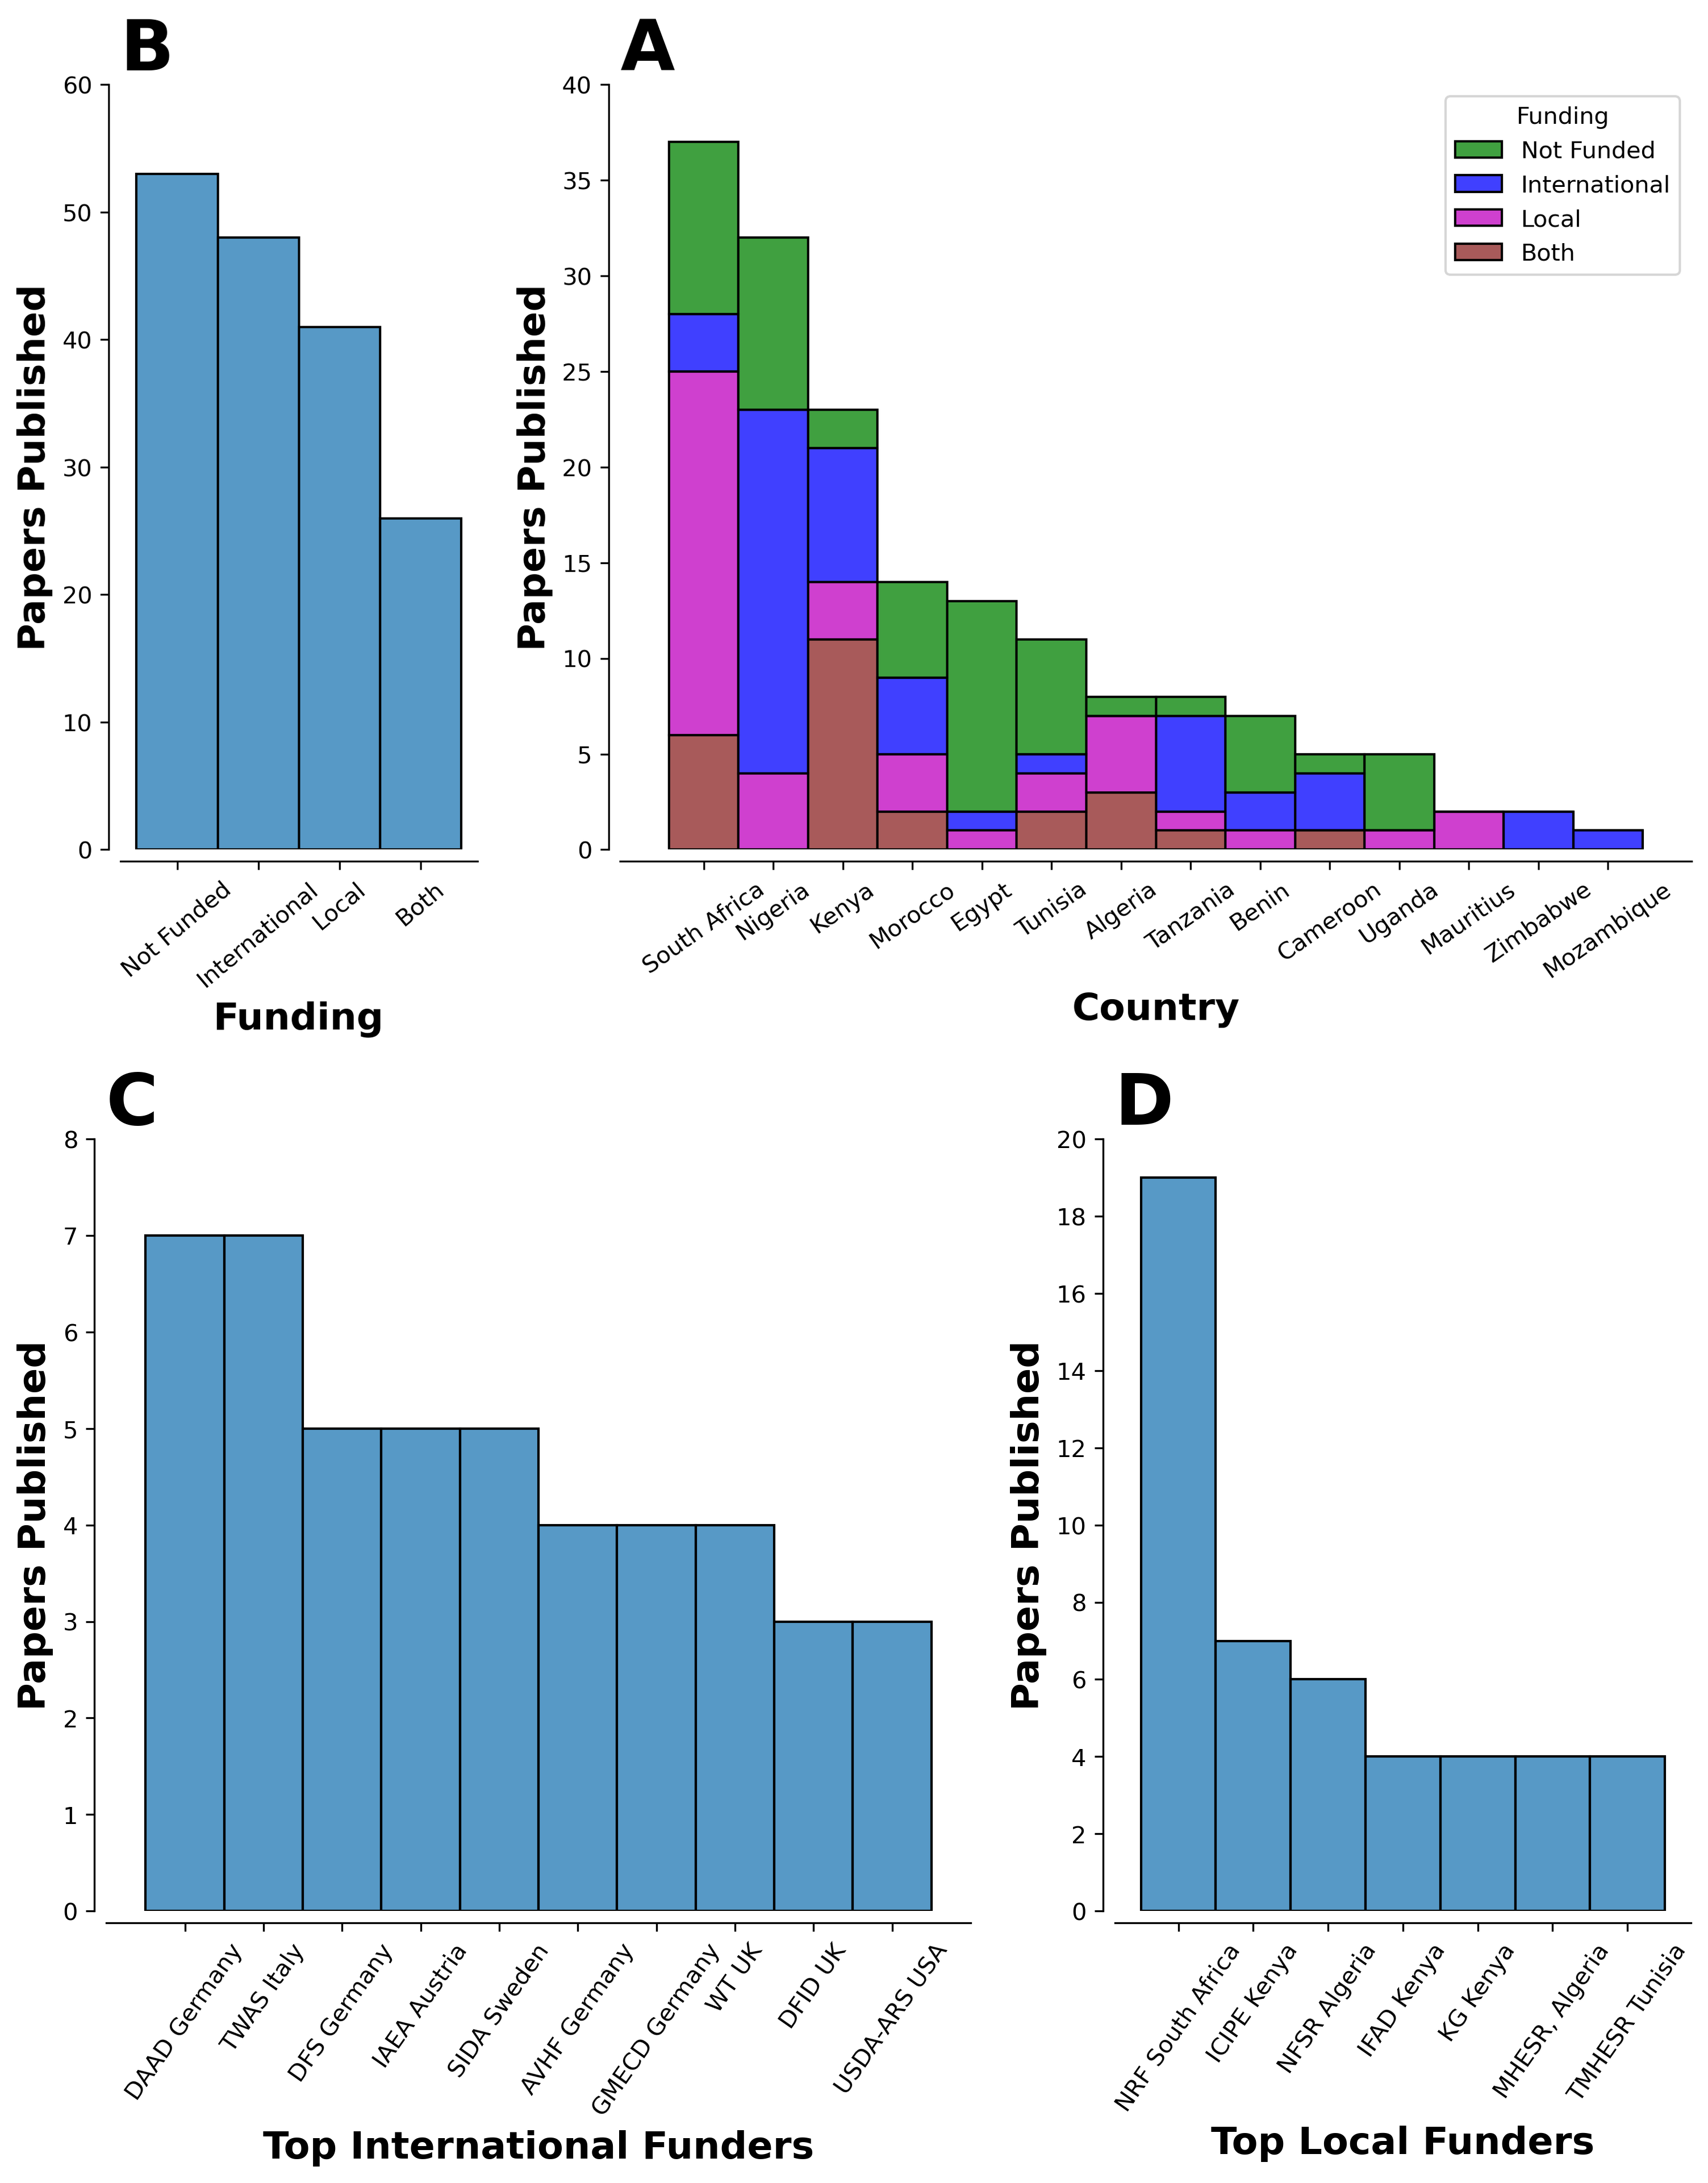 B
60
50
40
30
20
10
0
Papers Published
Not Funded
International
Local
Both
Funding
A
40
35
30
25
20
15
10
5
0
Papers Published
Funding
Not Funded
International
Local
Both
South Africa
Nigeria
Kenya
Morocco
Egypt
Tunisia
Algeria
Tanzania
Benin
Cameroon
Uganda
Mauritius
Zimbabwe
Mozambique
Country
C
8
7
6
5
4
3
2
1
0
Papers Published
DAAD Germany
TWAS Italy
DFS Germany
IAEA Austria
SIDA Sweden
AVHF Germany
GMECD Germany
WT UK
DFID UK
USDA-ARS USA
Top International Funders
D
20
18
16
14
12
10
8
6
4
2
0
Papers Published
NRF South Africa
ICIPE Kenya
NFSR Algeria
IFAD Kenya
KG Kenya
MHESR, Algeria
TMHESR Tunisia
Top Local Funders